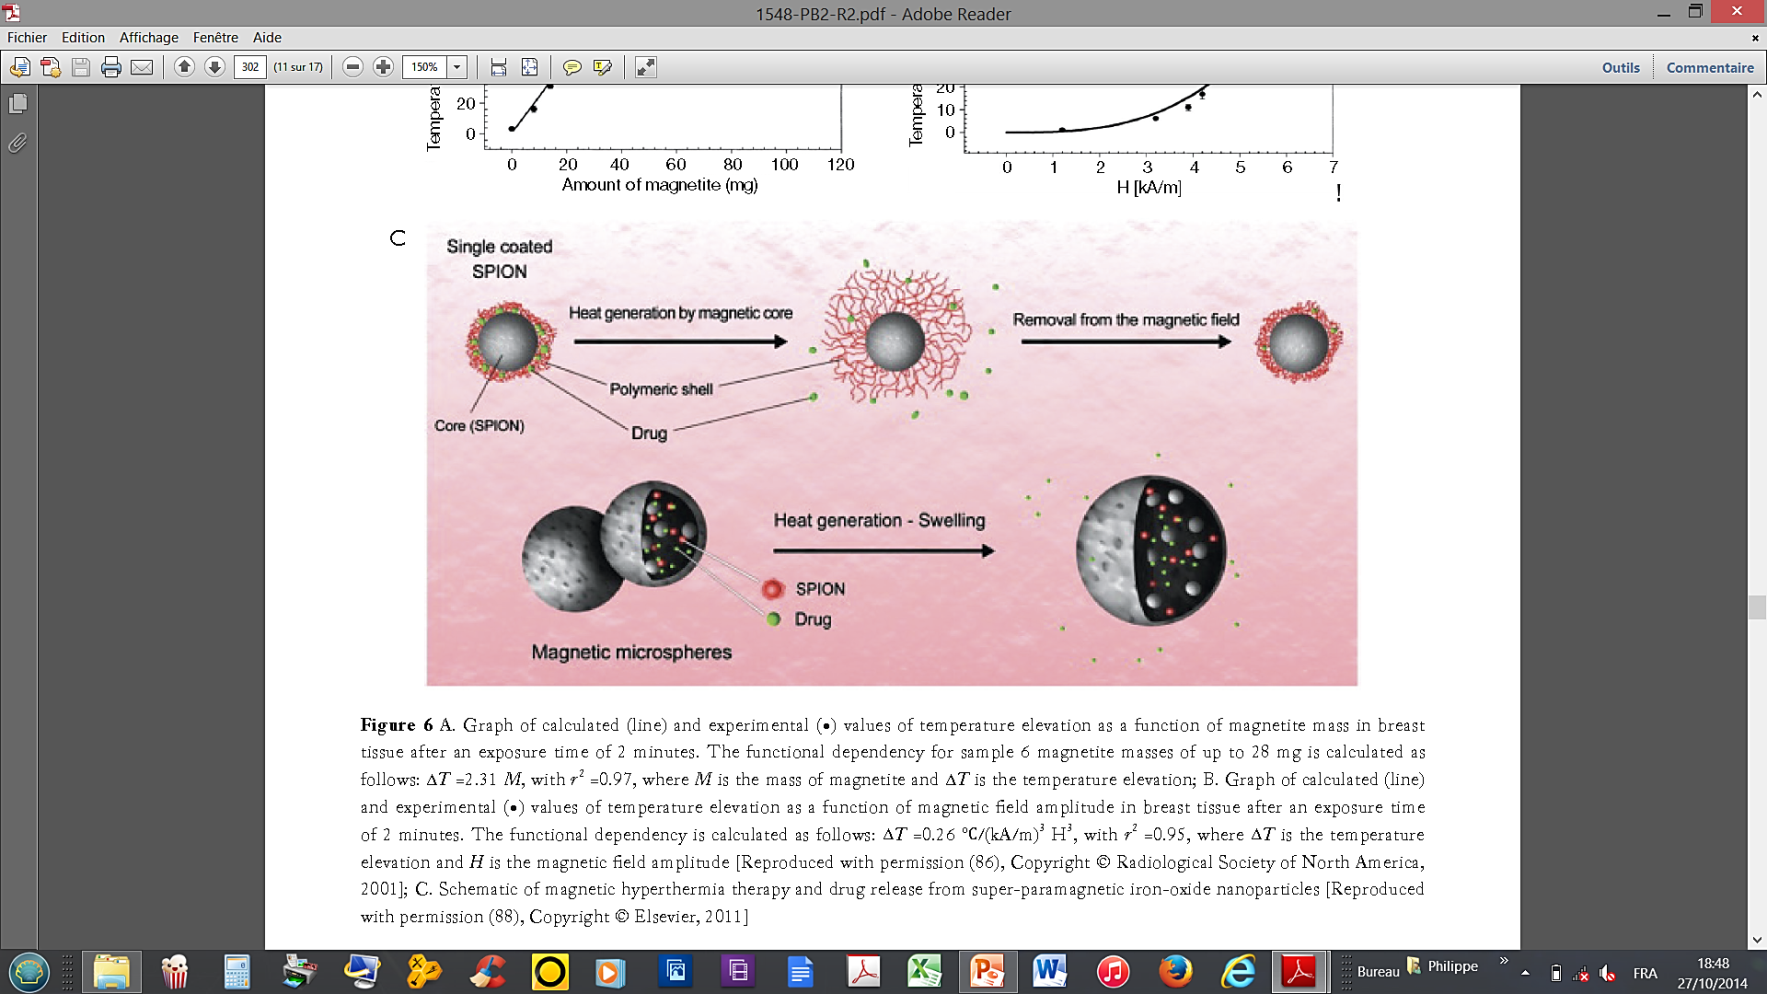 1548-PB2-R2.pdf - Adobe Reader
Fichier Edition Affichage Fenêtre Aide
302 (11 sur 17) 150% Outils Commentaire
Tempera
20
0
0 20 40 60 80 100 120
Amount of magnetite (mg)
Tempera
20
10
0
0 1 2 3 4 5 6 7
H [kA/m]
!
C
Single coated
SPION
Heat generation by magnetic core
Removal from the magnetic field
Polymeric shell
Core (SPION)
Drug
Heat generation - Swelling
SPION
Drug
Magnetic microspheres
Figure 6 A. Graph of calculated (line) and experimental (•) values of temperature elevation as a function of magnetite mass in breast
tissue after an exposure time of 2 minutes. The functional dependency for sample 6 magnetite masses of up to 28 mg is calculated as
follows: ΔT =2.31 M, with r² =0.97, where M is the mass of magnetite and ΔT is the temperature elevation; B. Graph of calculated (line)
and experimental (•) values of temperature elevation as a function of magnetic field amplitude in breast tissue after an exposure time
of 2 minutes. The functional dependency is calculated as follows: ΔT =0.26 °C/(kA/m)³ H³, with r² =0.95, where ΔT is the temperature
elevation and H is the magnetic field amplitude [Reproduced with permission (86), Copyright © Radiological Society of North America,
2001]; C. Schematic of magnetic hyperthermia therapy and drug release from super-paramagnetic iron-oxide nanoparticles [Reproduced
with permission (88), Copyright © Elsevier, 2011]
Bureau Philippe » FRA 18:48
27/10/2014